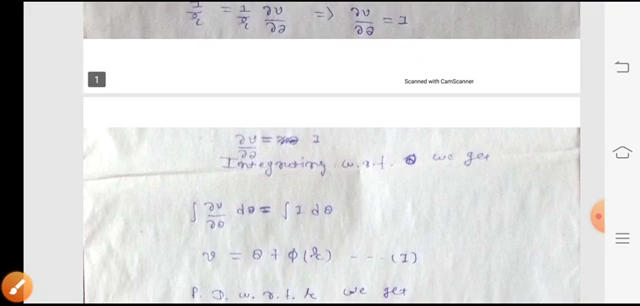 1/r = 1/r ∂v/∂θ => ∂v/∂θ = 1
1
Scanned with CamScanner
∂v/∂θ = 1
Integrating w.r.t. θ we get
∫ ∂v/∂θ dθ = ∫ 1 dθ
v = θ + φ(r) --- (I)
P. D. w.r.t. r we get